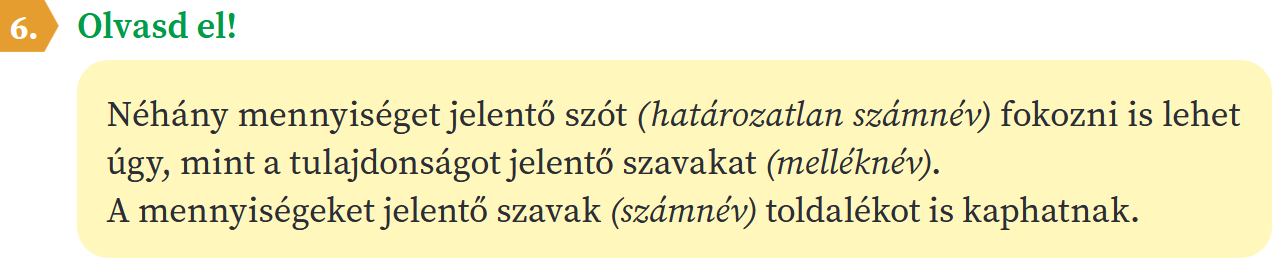 6. Olvasd el!
Néhány mennyiséget jelentő szót (határozatlan számnév) fokozni is lehet
úgy, mint a tulajdonságot jelentő szavakat (melléknév).
A mennyiségeket jelentő szavak (számnév) toldalékot is kaphatnak.